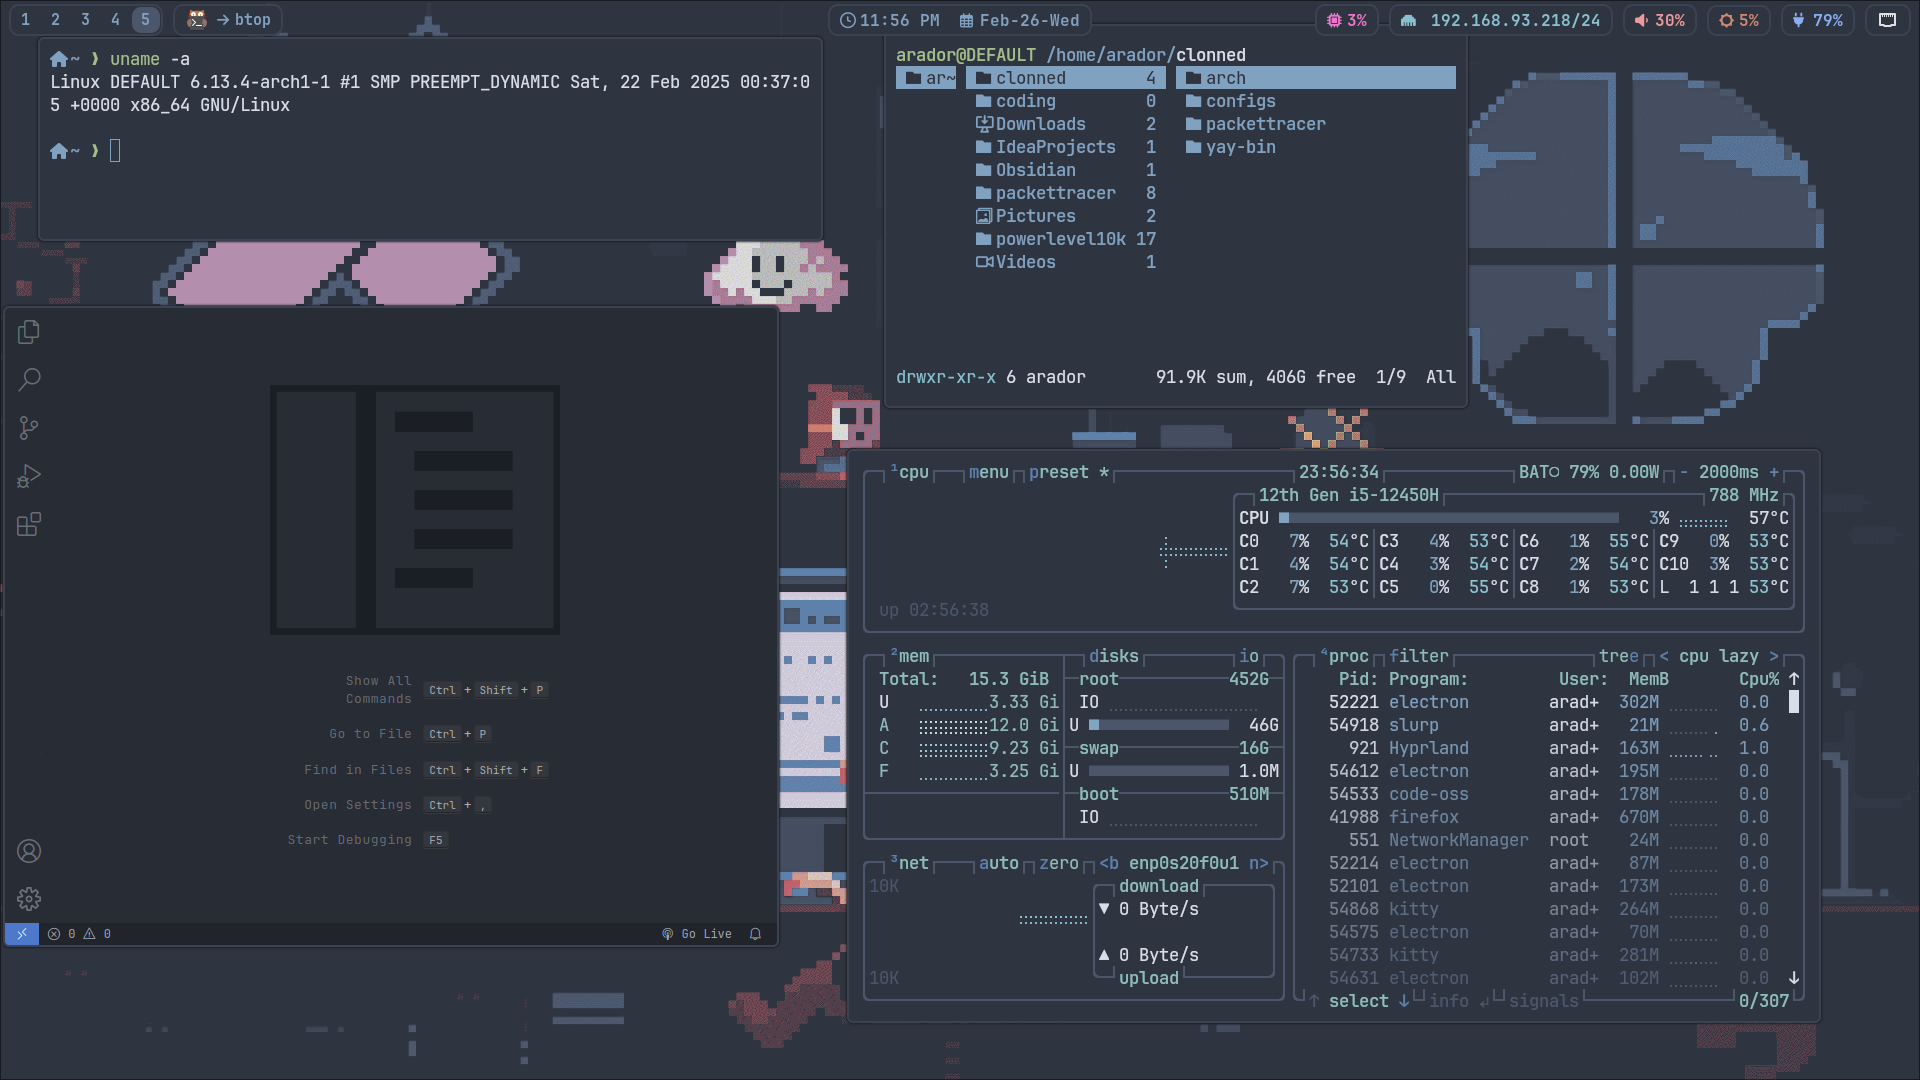 1 2 3 4 5 → btop 11:56 PM Feb-26-Wed 3% 192.168.93.218/24 30% 5% 79%
~ ❯ uname -a
Linux DEFAULT 6.13.4-arch1-1 #1 SMP PREEMPT_DYNAMIC Sat, 22 Feb 2025 00:37:0
5 +0000 x86_64 GNU/Linux
~ ❯
arador@DEFAULT /home/arador/clonned
ar~ clonned 4 arch
coding 0 configs
Downloads 2 packettracer
IdeaProjects 1 yay-bin
Obsidian 1
packettracer 8
Pictures 2
powerlevel10k 17
Videos 1
drwxr-xr-x 6 arador 91.9K sum, 406G free 1/9 All
Show All
Commands Ctrl + Shift + P
Go to File Ctrl + P
Find in Files Ctrl + Shift + F
Open Settings Ctrl + ,
Start Debugging F5
0 0 Go Live
¹cpu menu preset * 23:56:34 BAT 79% 0.00W - 2000ms +
12th Gen i5-12450H 788 MHz
CPU 3% 57°C
C0 7% 54°C C3 4% 53°C C6 1% 55°C C9 0% 53°C
C1 4% 54°C C4 3% 54°C C7 2% 54°C C10 3% 53°C
C2 7% 53°C C5 0% 55°C C8 1% 53°C L 1 1 1 53°C
up 02:56:38
²mem disks io
Total: 15.3 GiB root 452G
U 3.33 Gi IO
A 12.0 Gi U 46G
C 9.23 Gi swap 16G
F 3.25 Gi U 1.0M
boot 510M
IO
³net auto zero <b enp0s20f0u1 n>
10K download
▼ 0 Byte/s
▲ 0 Byte/s
10K upload
⁴proc filter tree < cpu lazy >
Pid: Program: User: MemB Cpu% ↑
52221 electron arad+ 302M 0.0
54918 slurp arad+ 21M 0.6
921 Hyprland arad+ 163M 1.0
54612 electron arad+ 195M 0.0
54533 code-oss arad+ 178M 0.0
41988 firefox arad+ 670M 0.0
551 NetworkManager root 24M 0.0
52214 electron arad+ 87M 0.0
52101 electron arad+ 173M 0.0
54868 kitty arad+ 264M 0.0
54575 electron arad+ 70M 0.0
54733 kitty arad+ 281M 0.0
54631 electron arad+ 102M 0.0 ↓
↑ select ↓ info ↲ signals 0/307